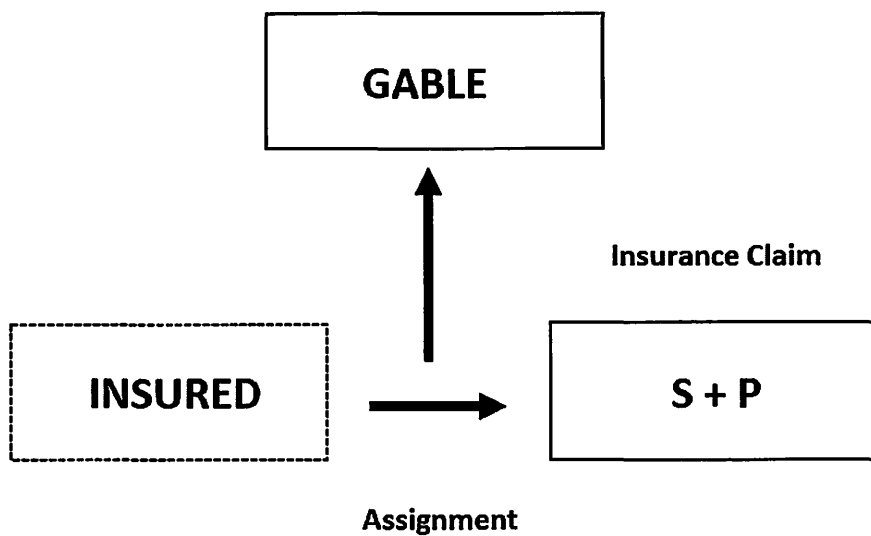 GABLE
Insurance Claim
INSURED
S + P
Assignment